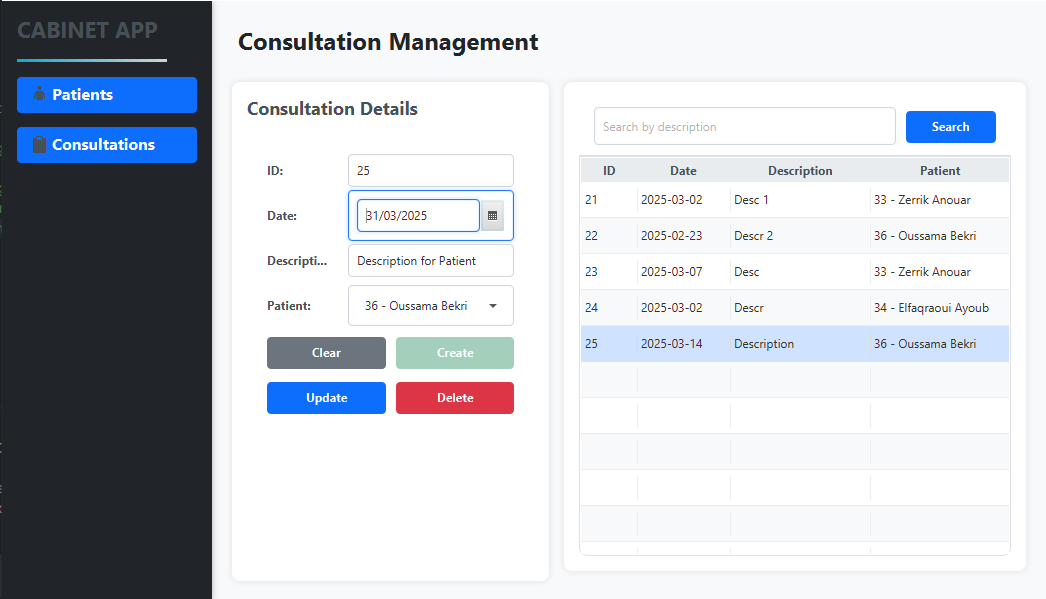 CABINET APP
Patients
Consultations
Consultation Management
Consultation Details
ID:
25
Date:
31/03/2025
Descripti...
Description for Patient
Patient:
36 - Oussama Bekri
Clear
Create
Update
Delete
Search by description
Search
ID Date Description Patient
21 2025-03-02 Desc 1 33 - Zerrik Anouar
22 2025-02-23 Descr 2 36 - Oussama Bekri
23 2025-03-07 Desc 33 - Zerrik Anouar
24 2025-03-02 Descr 34 - Elfaqraoui Ayoub
25 2025-03-14 Description 36 - Oussama Bekri